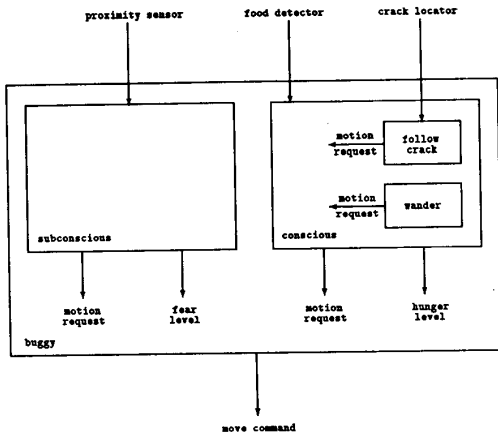 proximity sensor
food detector
crack locator
motion
request
follow
crack
motion
request
wander
subconscious
conscious
motion
request
fear
level
motion
request
hunger
level
buggy
move command